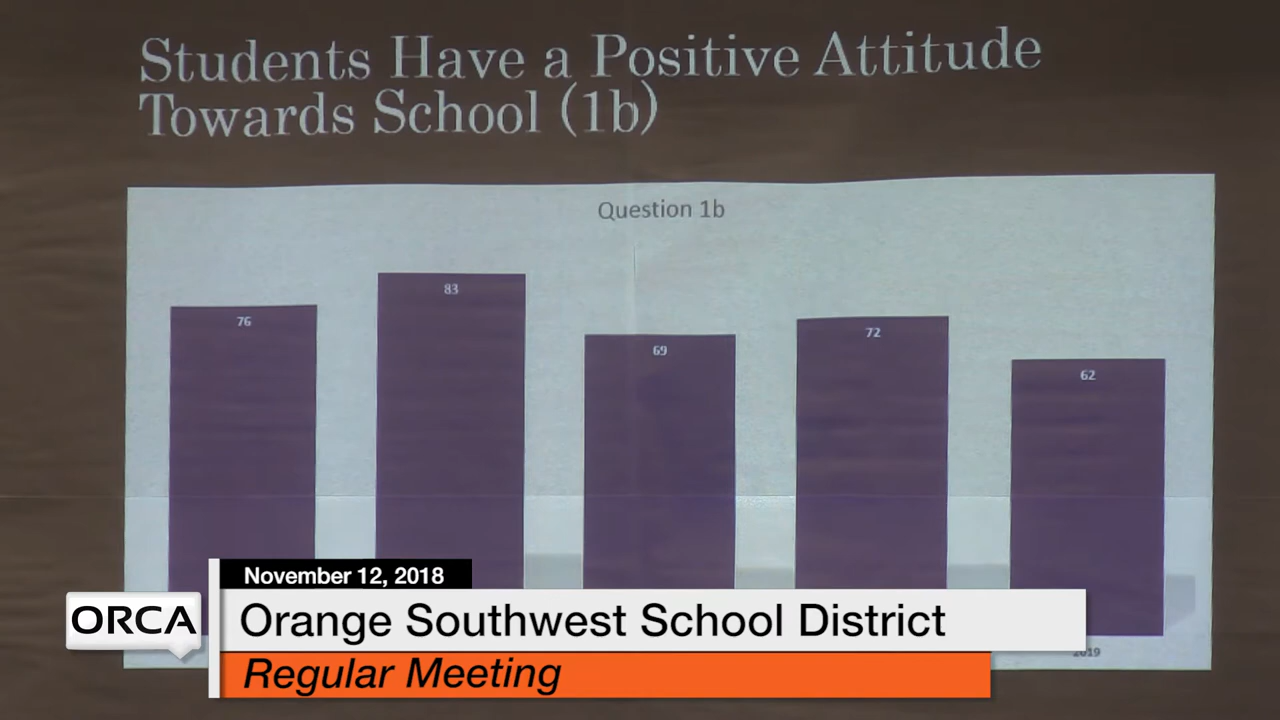 Students Have a Positive Attitude
Towards School (1b)
Question 1b
76
83
69
72
62
2019
November 12, 2018
ORCA
Orange Southwest School District
Regular Meeting